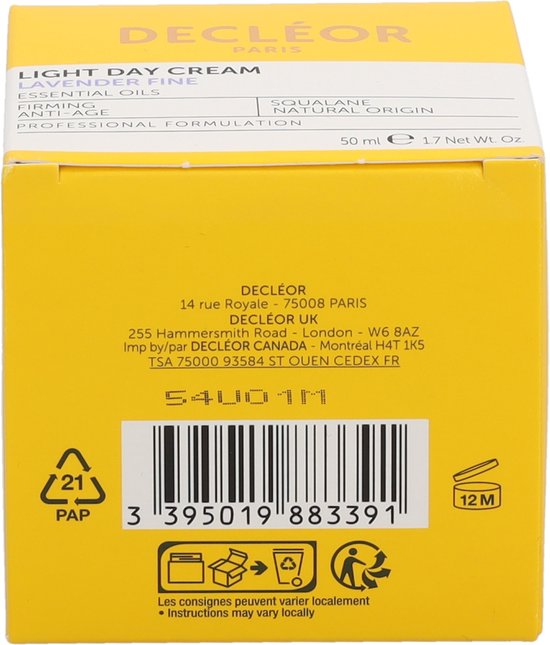 DECLÉOR
PARIS
LIGHT DAY CREAM
LAVENDER FINE
ESSENTIAL OILS
FIRMING
ANTI-AGE
SQUALANE
NATURAL ORIGIN
PROFESSIONAL FORMULATION
50 ml ℮ 1.7 Net Wt. Oz.
DECLÉOR
14 rue Royale - 75008 PARIS
DECLÉOR UK
255 Hammersmith Road - London - W6 8AZ
Imp by/par DECLÉOR CANADA - Montréal H4T 1K5
TSA 75000 93584 ST OUEN CEDEX FR
54U01M
21
PAP
3 395019 883391
12 M
Les consignes peuvent varier localement
• Instructions may vary locally